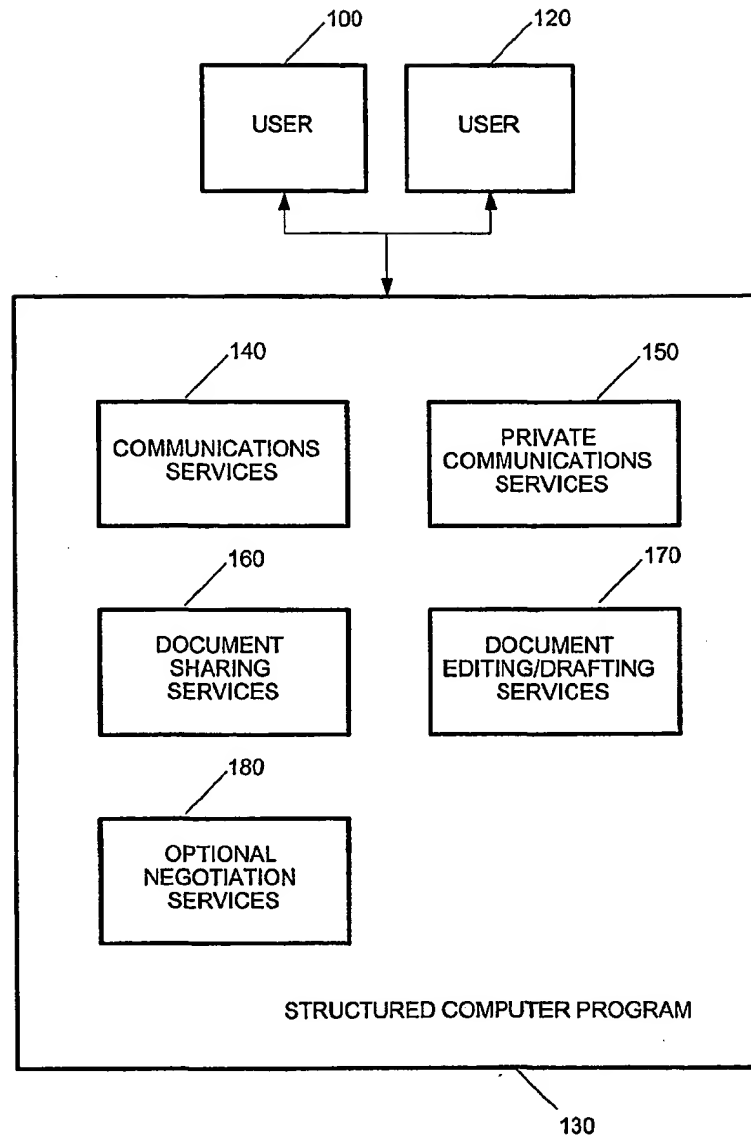 100
120
USER
USER
140
150
COMMUNICATIONS
SERVICES
PRIVATE
COMMUNICATIONS
SERVICES
160
170
DOCUMENT
SHARING
SERVICES
DOCUMENT
EDITING/DRAFTING
SERVICES
180
OPTIONAL
NEGOTIATION
SERVICES
STRUCTURED COMPUTER PROGRAM
130